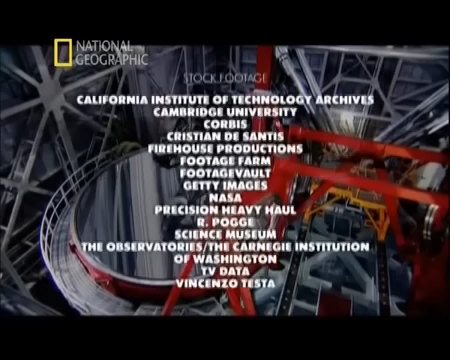 NATIONAL
GEOGRAPHIC
STOCK FOOTAGE
CALIFORNIA INSTITUTE OF TECHNOLOGY ARCHIVES
CAMBRIDGE UNIVERSITY
CORBIS
CRISTIAN DE SANTIS
FIREHOUSE PRODUCTIONS
FOOTAGE FARM
FOOTAGEVAULT
GETTY IMAGES
NASA
PRECISION HEAVY HAUL
R. POGGE
SCIENCE MUSEUM
THE OBSERVATORIES/THE CARNEGIE INSTITUTION
OF WASHINGTON
TV DATA
VINCENZO TESTA